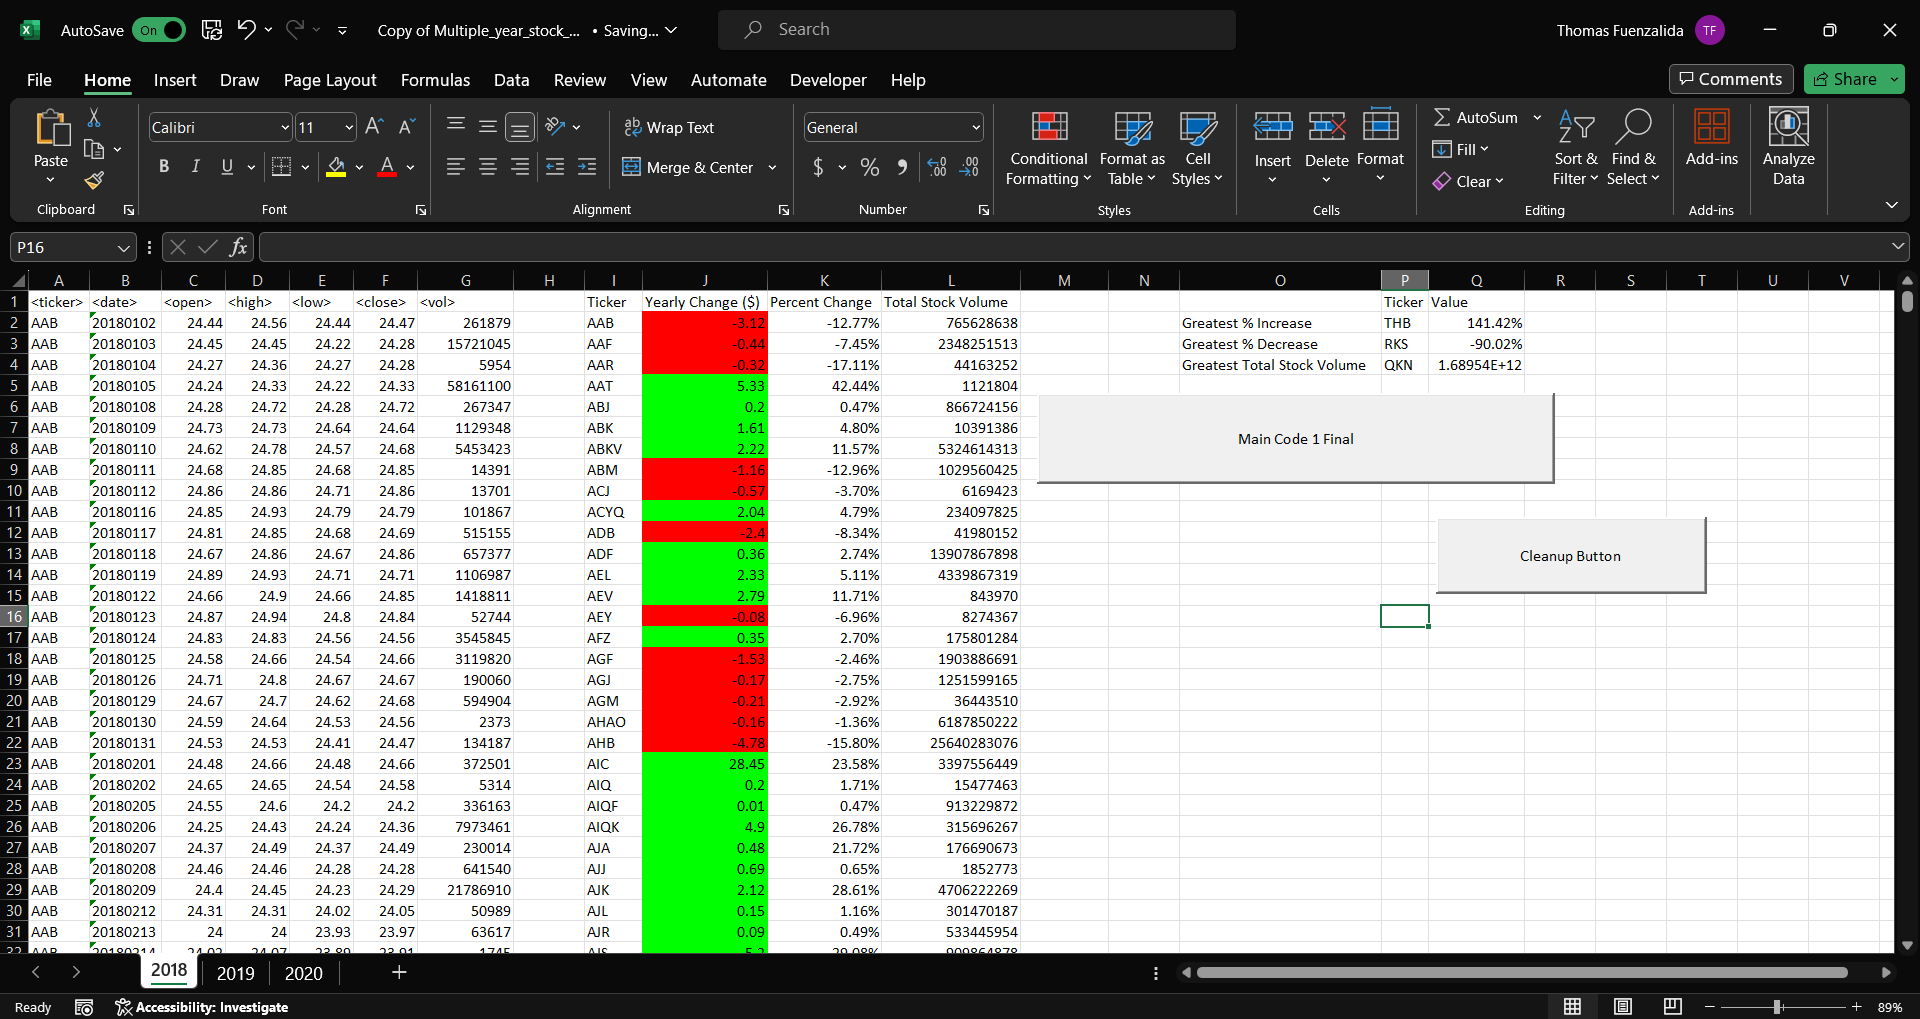 AutoSave On Copy of Multiple_year_stock_... • Saving... Search Thomas Fuenzalida TF
File Home Insert Draw Page Layout Formulas Data Review View Automate Developer Help Comments Share
Paste Calibri 11 Wrap Text General Conditional Formatting Format as Table Cell Styles Insert Delete Format AutoSum Fill Clear Sort & Filter Find & Select Add-ins Analyze Data
B I U A Merge & Center $ %
Clipboard Font Alignment Number Styles Cells Editing Add-ins
P16 fx
A B C D E F G H I J K L M N O P Q R S T U V
1 <ticker> <date> <open> <high> <low> <close> <vol> Ticker Yearly Change ($) Percent Change Total Stock Volume Ticker Value
2 AAB 20180102 24.44 24.56 24.44 24.47 261879 AAB -3.12 -12.77% 765628638 Greatest % Increase THB 141.42%
3 AAB 20180103 24.45 24.45 24.22 24.28 15721045 AAF -0.44 -7.45% 2348251513 Greatest % Decrease RKS -90.02%
4 AAB 20180104 24.27 24.36 24.27 24.28 5954 AAR -0.32 -17.11% 44163252 Greatest Total Stock Volume QKN 1.68954E+12
5 AAB 20180105 24.24 24.33 24.22 24.33 58161100 AAT 5.33 42.44% 1121804
6 AAB 20180108 24.28 24.72 24.28 24.72 267347 ABJ 0.2 0.47% 866724156
7 AAB 20180109 24.73 24.73 24.64 24.64 1129348 ABK 1.61 4.80% 10391386
Main Code 1 Final
8 AAB 20180110 24.62 24.78 24.57 24.68 5453423 ABKV 2.22 11.57% 5324614313
9 AAB 20180111 24.68 24.85 24.68 24.85 14391 ABM -1.16 -12.96% 1029560425
10 AAB 20180112 24.86 24.86 24.71 24.86 13701 ACJ -0.57 -3.70% 6169423
11 AAB 20180116 24.85 24.93 24.79 24.79 101867 ACYQ 2.04 4.79% 234097825
12 AAB 20180117 24.81 24.85 24.68 24.69 515155 ADB -2.4 -8.34% 41980152
13 AAB 20180118 24.67 24.86 24.67 24.86 657377 ADF 0.36 2.74% 13907867898
Cleanup Button
14 AAB 20180119 24.89 24.93 24.71 24.71 1106987 AEL 2.33 5.11% 4339867319
15 AAB 20180122 24.66 24.9 24.66 24.85 1418811 AEV 2.79 11.71% 843970
16 AAB 20180123 24.87 24.94 24.8 24.84 52744 AEY -0.08 -6.96% 8274367
17 AAB 20180124 24.83 24.83 24.56 24.56 3545845 AFZ 0.35 2.70% 175801284
18 AAB 20180125 24.58 24.66 24.54 24.66 3119820 AGF -1.53 -2.46% 1903886691
19 AAB 20180126 24.71 24.8 24.67 24.67 190060 AGJ -0.17 -2.75% 1251599165
20 AAB 20180129 24.67 24.7 24.62 24.68 594904 AGM -0.21 -2.92% 36443510
21 AAB 20180130 24.59 24.64 24.53 24.56 2373 AHAO -0.16 -1.36% 6187850222
22 AAB 20180131 24.53 24.53 24.41 24.47 134187 AHB -4.78 -15.80% 25640283076
23 AAB 20180201 24.48 24.66 24.48 24.66 372501 AIC 28.45 23.58% 3397556449
24 AAB 20180202 24.65 24.65 24.54 24.58 5314 AIQ 0.2 1.71% 15477463
25 AAB 20180205 24.55 24.6 24.2 24.2 336163 AIQF 0.01 0.47% 913229872
26 AAB 20180206 24.25 24.43 24.24 24.36 7973461 AIQK 4.9 26.78% 315696267
27 AAB 20180207 24.37 24.49 24.37 24.49 230014 AJA 0.48 21.72% 176690673
28 AAB 20180208 24.46 24.46 24.28 24.28 641540 AJJ 0.69 0.65% 1852773
29 AAB 20180209 24.4 24.45 24.23 24.29 21786910 AJK 2.12 28.61% 4706222269
30 AAB 20180212 24.31 24.31 24.02 24.05 50989 AJL 0.15 1.16% 301470187
31 AAB 20180213 24 24 23.93 23.97 63617 AJR 0.09 0.49% 533445954
2018 2019 2020
Ready Accessibility: Investigate 89%